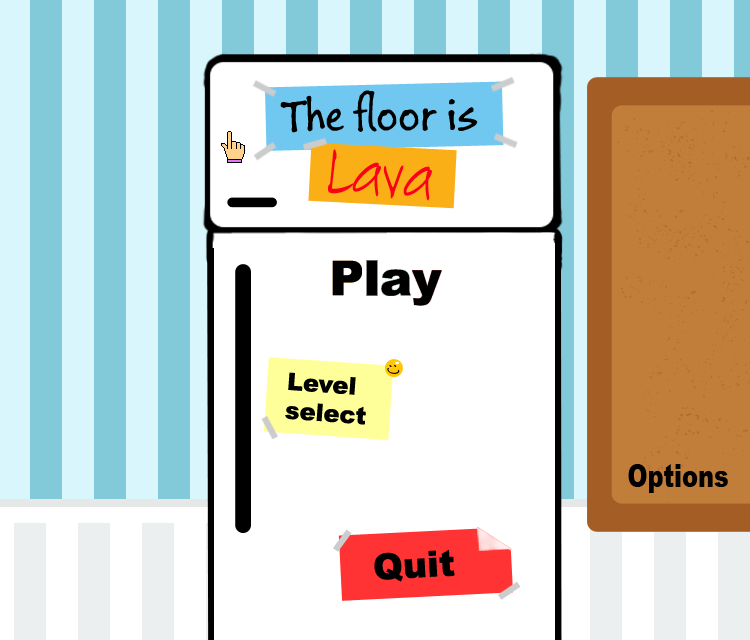 The floor is
Lava
Play
Level
select
Options
Quit